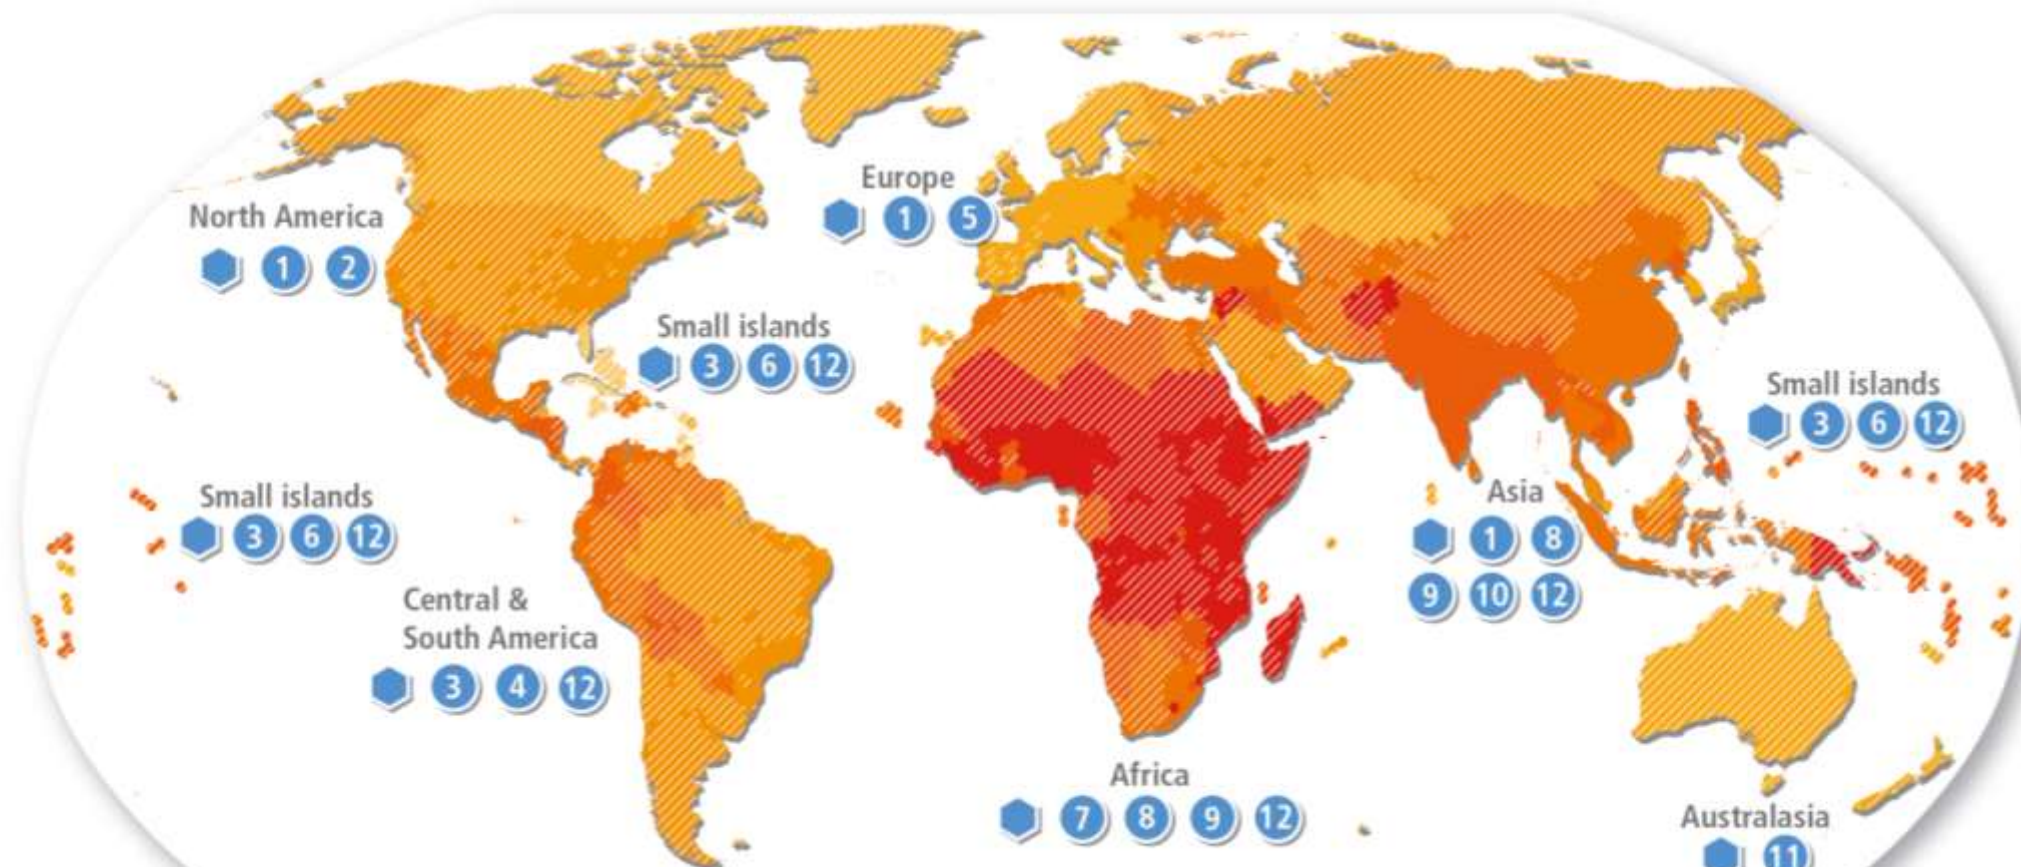 Europe
1 5
North America
1 2
Small islands
3 6 12
Small islands
3 6 12
Small islands
3 6 12
Asia
1 8
9 10 12
Central &
South America
3 4 12
Africa
7 8 9 12
Australasia
11